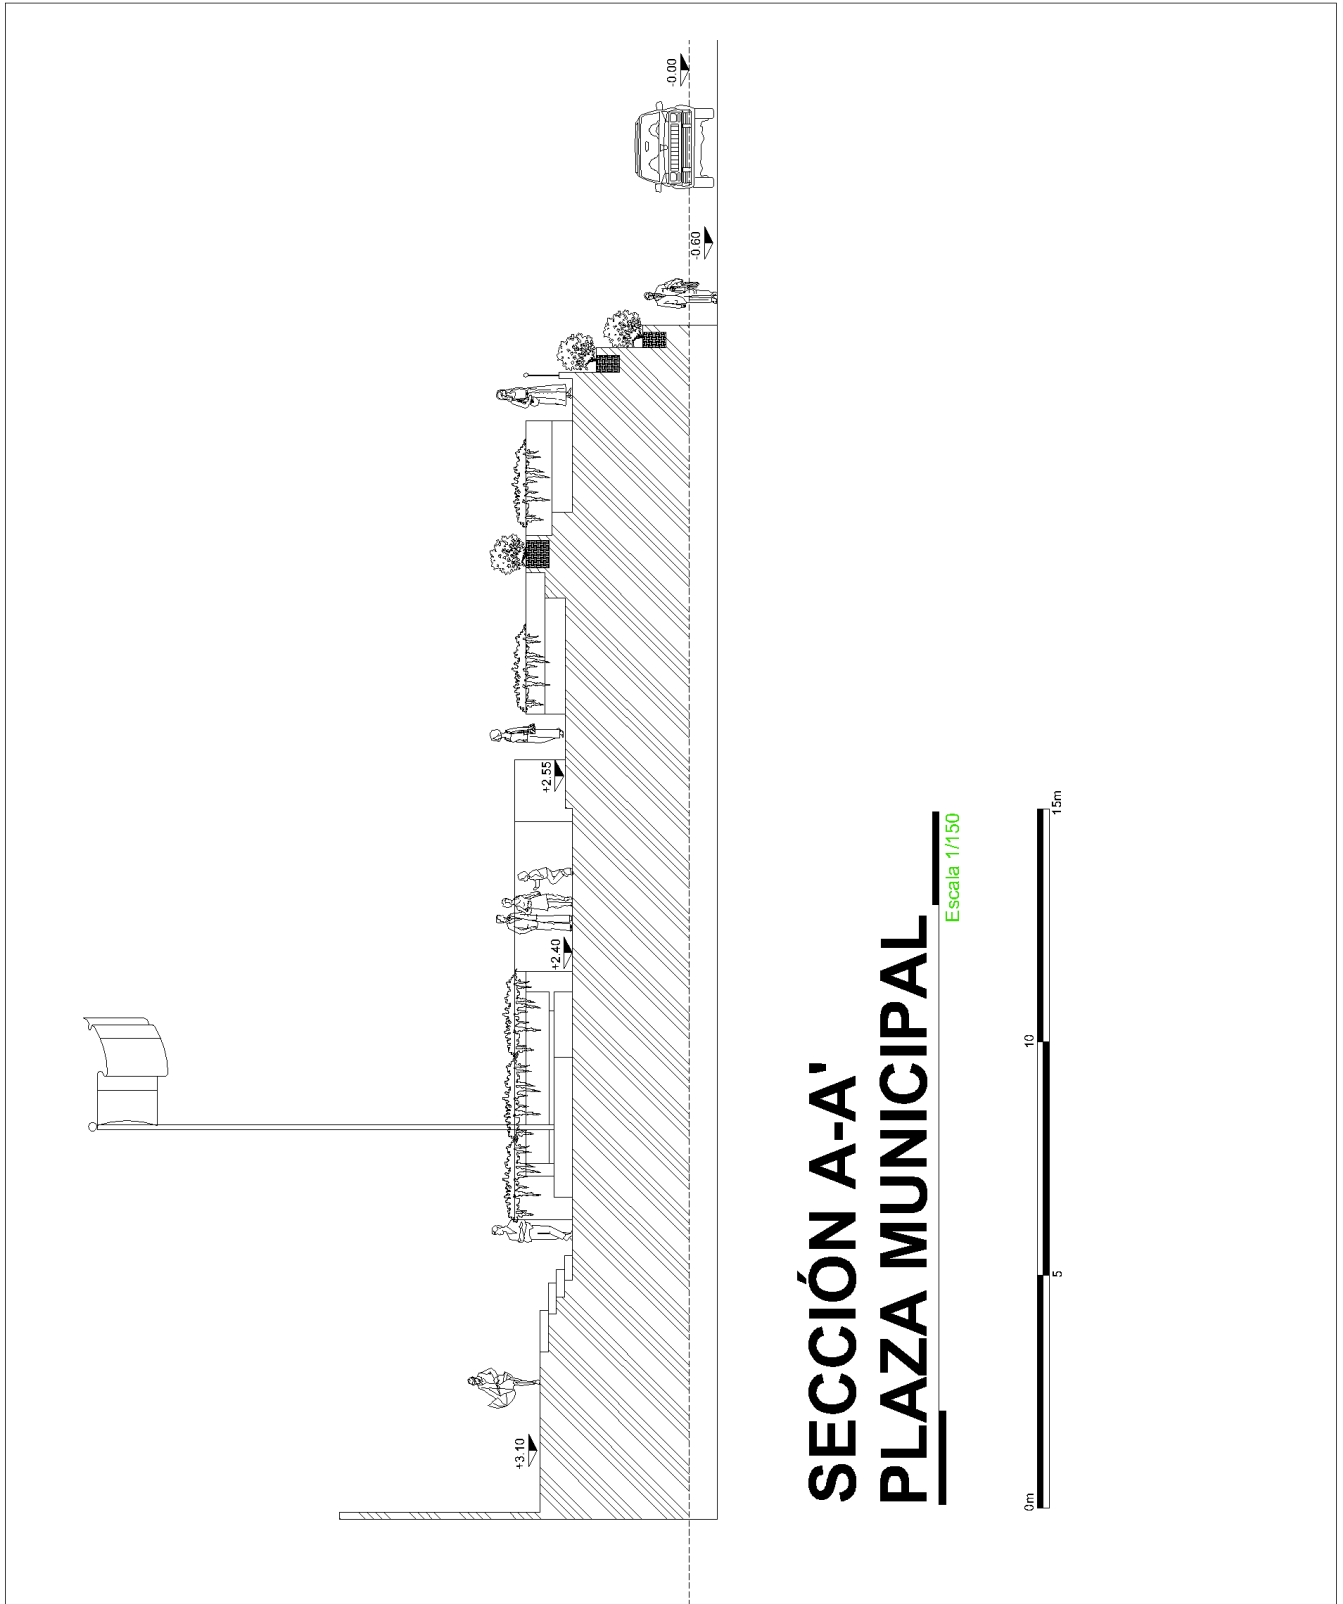 +3.10
+2.40
+2.55
-0.60
-0.00
SECCIÓN A-A'
PLAZA MUNICIPAL
Escala 1/150
0m
5
10
15m